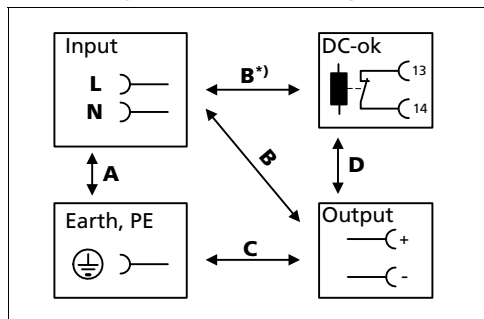 Input
DC-ok
L
N
B*)
13
14
A
B
D
Earth, PE
Output
C
+
-